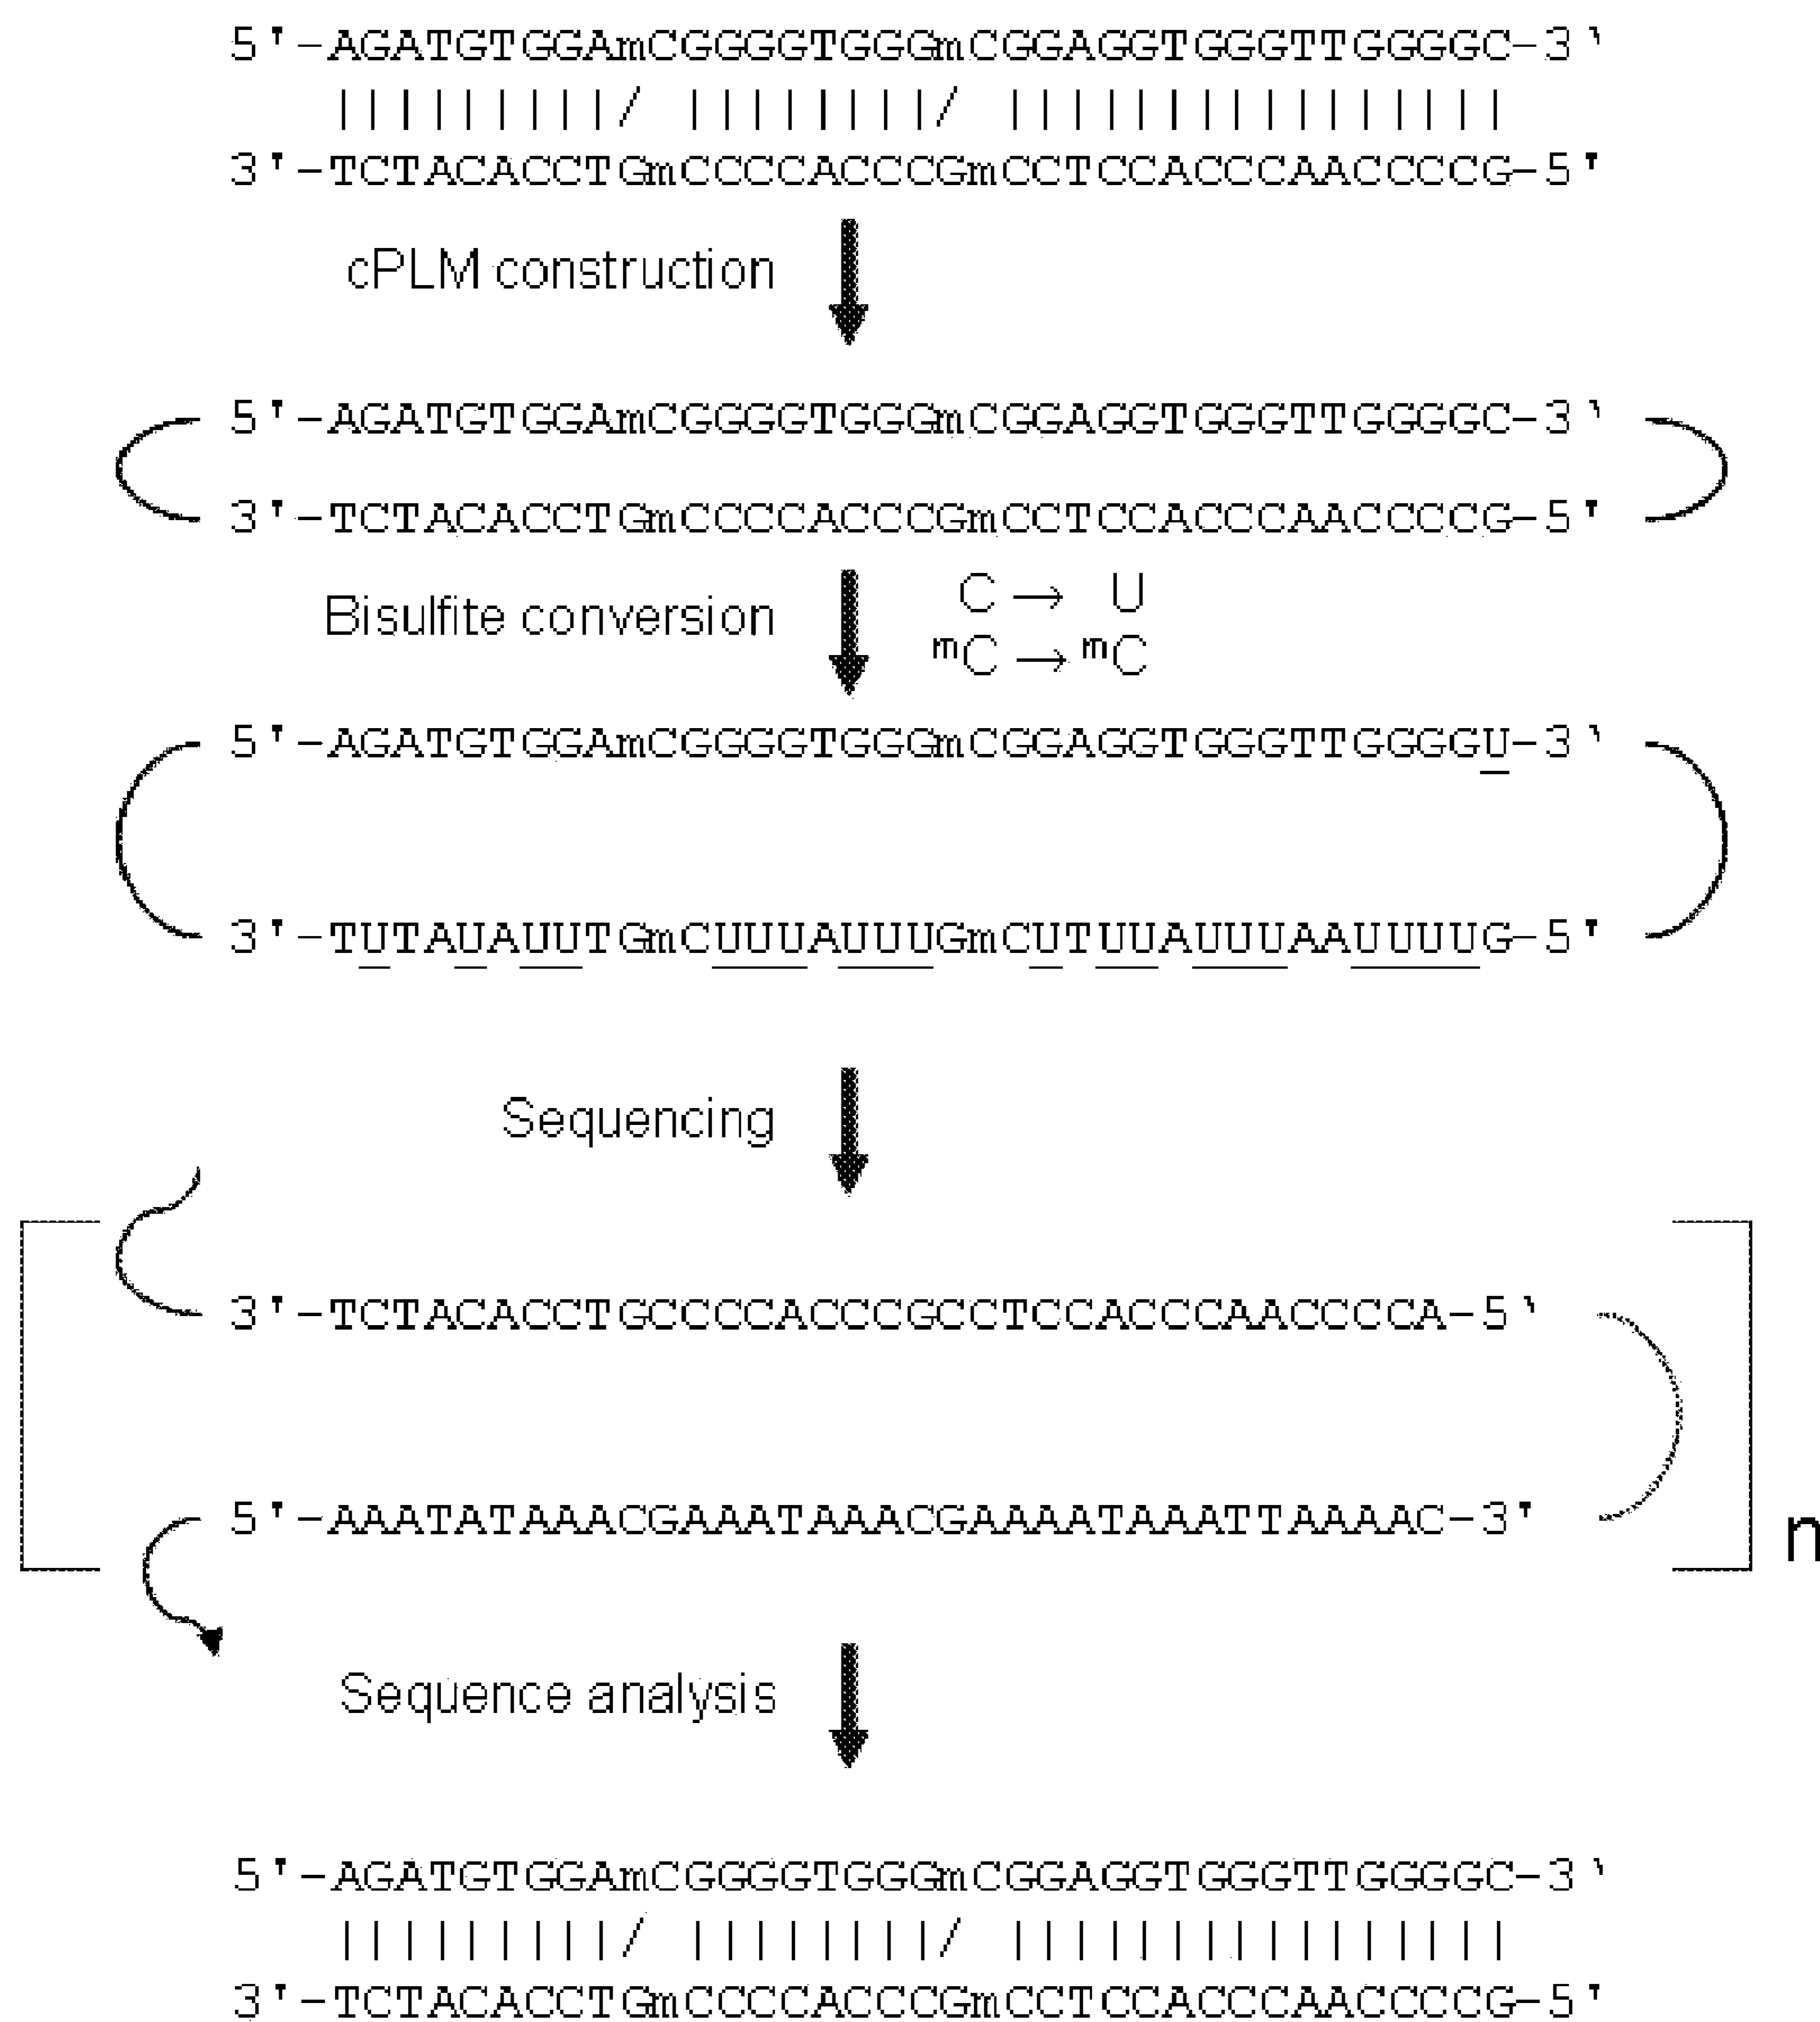 5'-AGATGTGGAmCGGGGTGGGmCGGAGGTGGGTTGGGGC-3'
|||||||||/ ||||||||/ ||||||||||||||||
3'-TCTACACCTGmCCCCACCCGmCCTCCACCCAACCCCG-5'
cPLM construction
5'-AGATGTGGAmCGGGGTGGGmCGGAGGTGGGTTGGGGC-3'
3'-TCTACACCTGmCCCCACCCGmCCTCCACCCAACCCCG-5'
Bisulfite conversion
C → U
mC → mC
5'-AGATGTGGAmCGGGGTGGGmCGGAGGTGGGTTGGGGU-3'
3'-TUTAUAUUTGmCUUUAUUUGmCUTUUAUUUAAUUUUG-5'
Sequencing
3'-TCTACACCTGCCCCACCCGCCTCCACCCAACCCCA-5'
5'-AAATATAAACGAAATAAACGAAAATAAATTAAAAC-3'
n
Sequence analysis
5'-AGATGTGGAmCGGGGTGGGmCGGAGGTGGGTTGGGGC-3'
|||||||||/ ||||||||/ ||||||||||||||||
3'-TCTACACCTGmCCCCACCCGmCCTCCACCCAACCCCG-5'